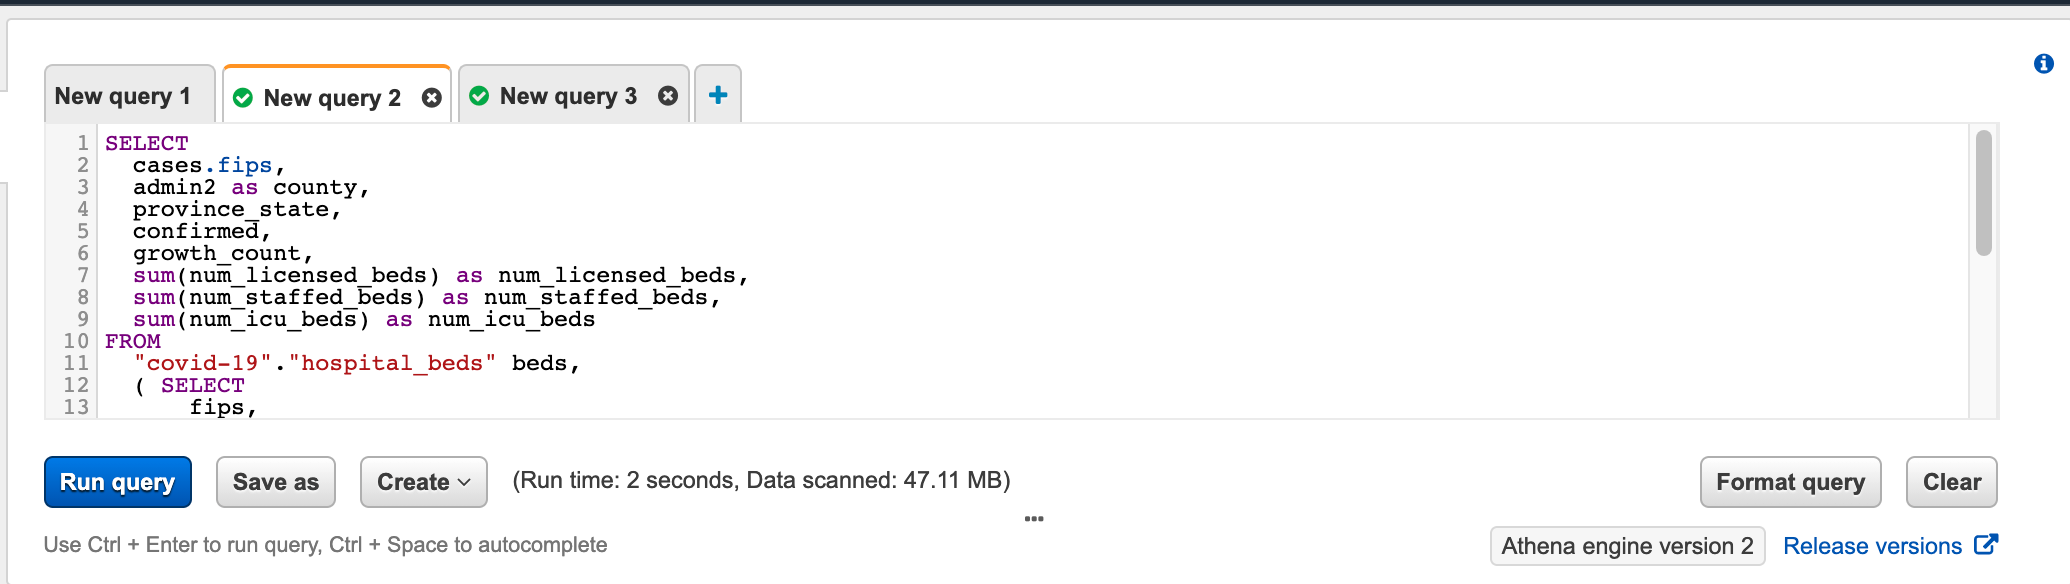 New query 1
New query 2
New query 3
1 SELECT
2 cases.fips,
3 admin2 as county,
4 province_state,
5 confirmed,
6 growth_count,
7 sum(num_licensed_beds) as num_licensed_beds,
8 sum(num_staffed_beds) as num_staffed_beds,
9 sum(num_icu_beds) as num_icu_beds
10 FROM
11 "covid-19"."hospital_beds" beds,
12 ( SELECT
13 fips,
Run query
Save as
Create
(Run time: 2 seconds, Data scanned: 47.11 MB)
Format query
Clear
Use Ctrl + Enter to run query, Ctrl + Space to autocomplete
Athena engine version 2
Release versions